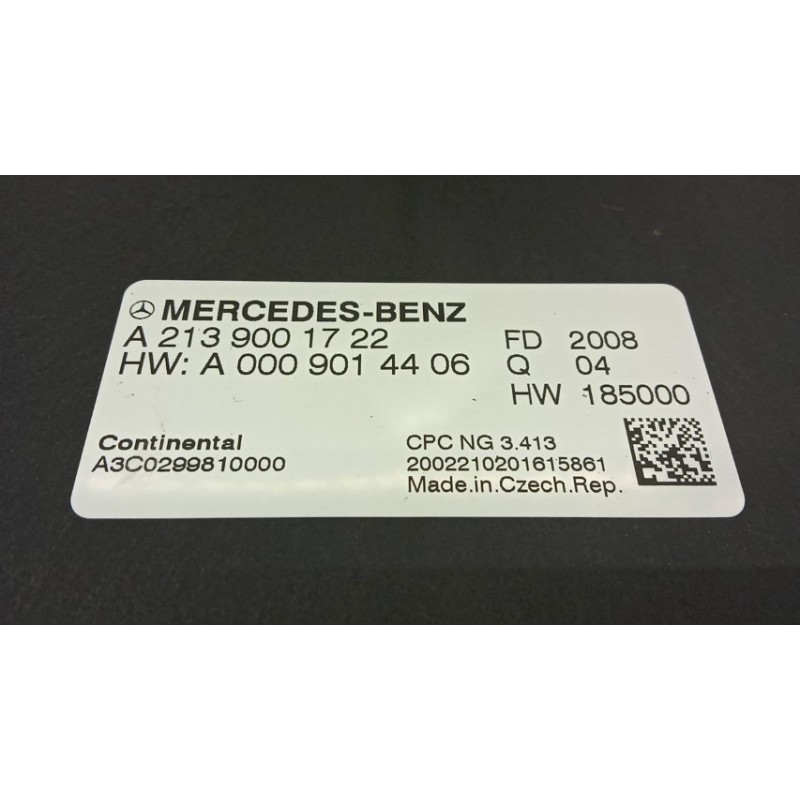 MERCEDES-BENZ
A 213 900 17 22 FD 2008
HW: A 000 901 44 06 Q 04
HW 185000
Continental CPC NG 3.413
A3C0299810000 2002210201615861
Made.in.Czech.Rep.